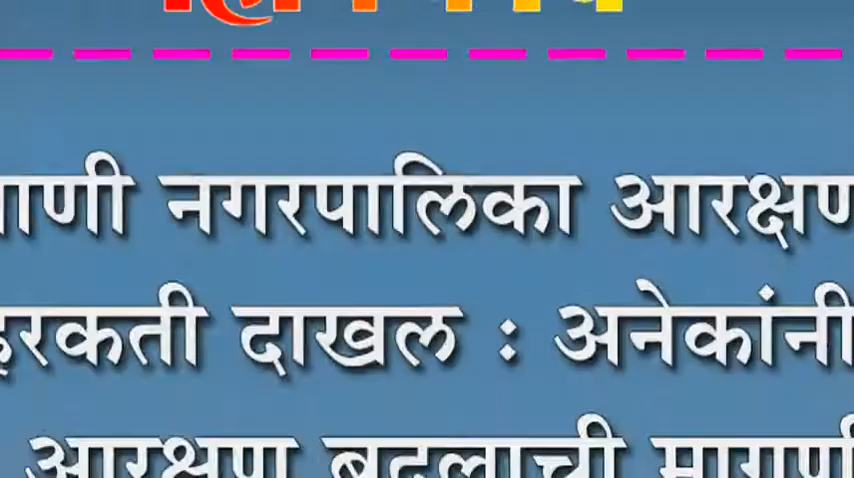 नगरपालिका आरक्षण
हरकती दाखल : अनेकांनी
आरक्षण बदलाची मागणी